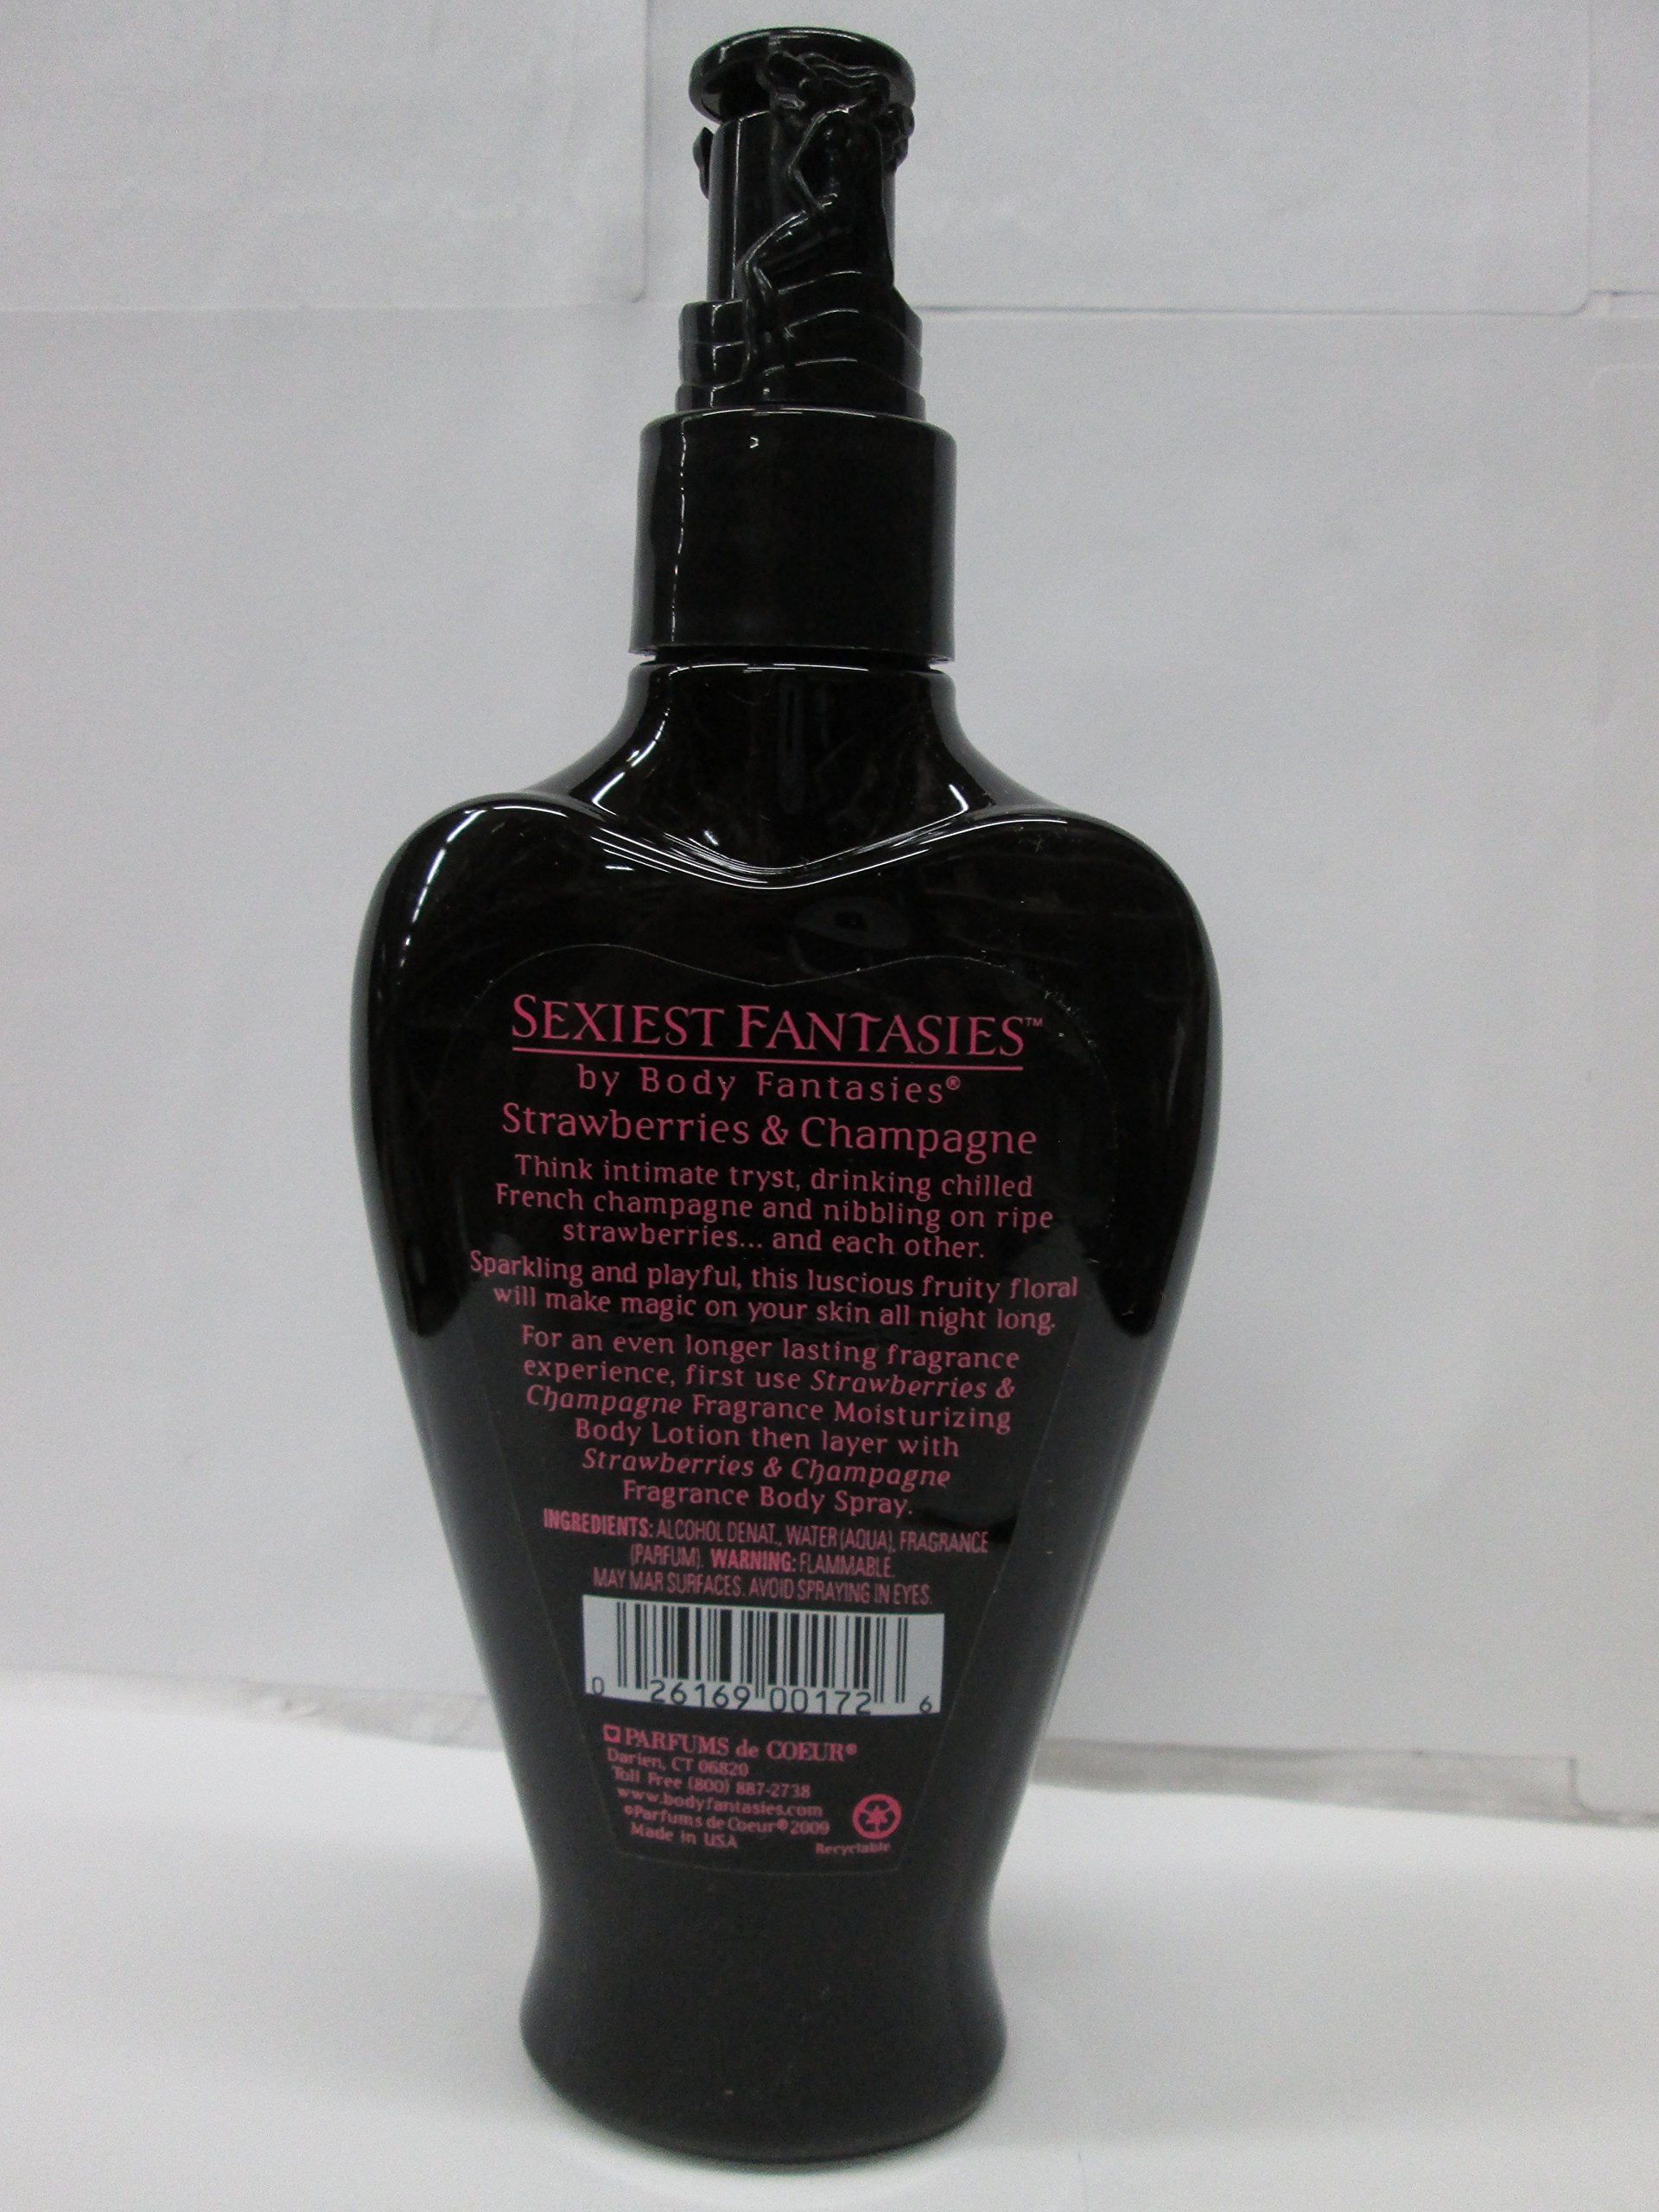 SEXIEST FANTASIES™
by Body Fantasies®
Strawberries & Champagne
Think intimate tryst, drinking chilled
French champagne and nibbling on ripe
strawberries... and each other.
Sparkling and playful, this luscious fruity floral
will make magic on your skin all night long.
For an even longer lasting fragrance
experience, first use Strawberries &
Champagne Fragrance Moisturizing
Body Lotion then layer with
Strawberries & Champagne
Fragrance Body Spray.
INGREDIENTS: ALCOHOL DENAT., WATER (AQUA), FRAGRANCE
(PARFUM). WARNING: FLAMMABLE.
MAY MAR SURFACES. AVOID SPRAYING IN EYES.
0 26169 00172 6
PARFUMS de COEUR®
Darien, CT 06820
Toll Free (800) 887-2738
www.bodyfantasies.com
©Parfums de Coeur® 2009
Made in USA
Recyclable